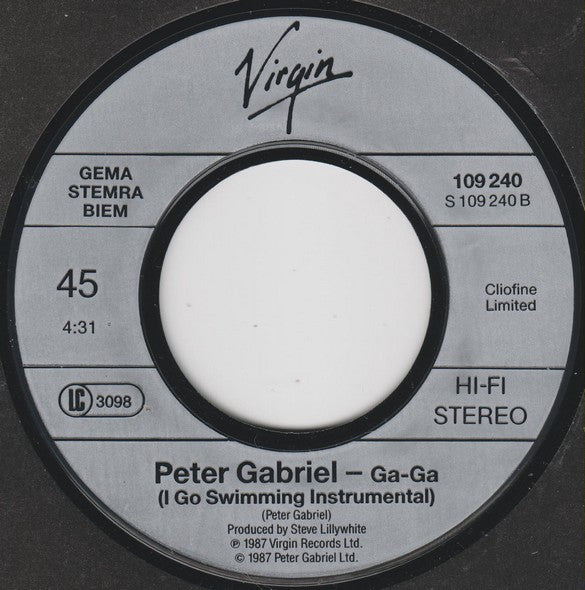 Virgin
GEMA
STEMRA
BIEM
109 240
S 109 240 B
45
4:31
Cliofine
Limited
LC 3098
HI-FI
STEREO
Peter Gabriel – Ga-Ga
(I Go Swimming Instrumental)
(Peter Gabriel)
Produced by Steve Lillywhite
℗ 1987 Virgin Records Ltd.
© 1987 Peter Gabriel Ltd.